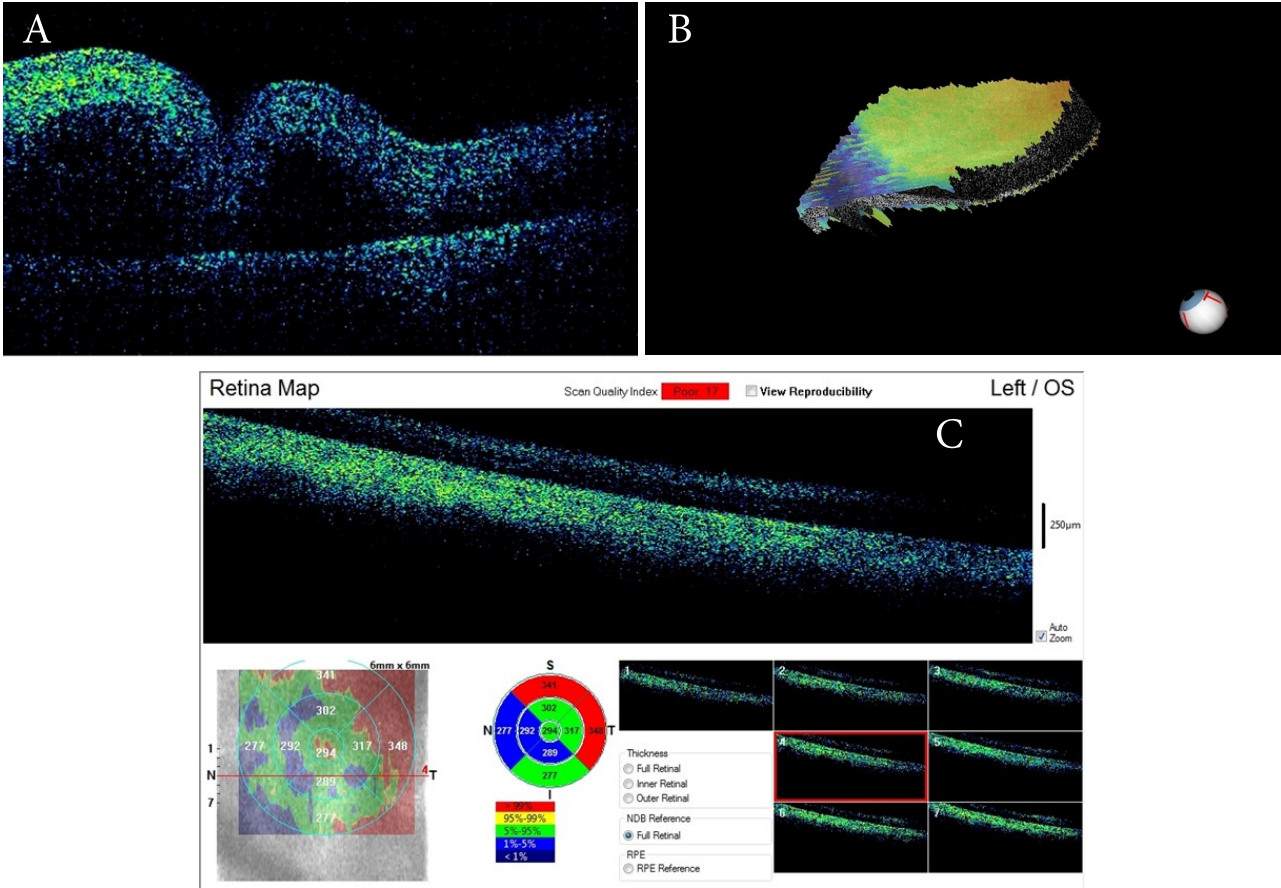 A
B
Retina Map
Scan Quality Index
Poor 17
View Reproducibility
Left / OS
C
250µm
Auto
Zoom
6mm x 6mm
341
302
277 292 294 317 348
289
277
1
N
7
4 T
S
341
302
N 277 292 294 317 348 T
289
277
I
> 99%
95%-99%
5%-95%
1%-5%
< 1%
1 2 3
4 5
6 7
Thickness
Full Retinal
Inner Retinal
Outer Retinal
NDB Reference
Full Retinal
RPE
RPE Reference